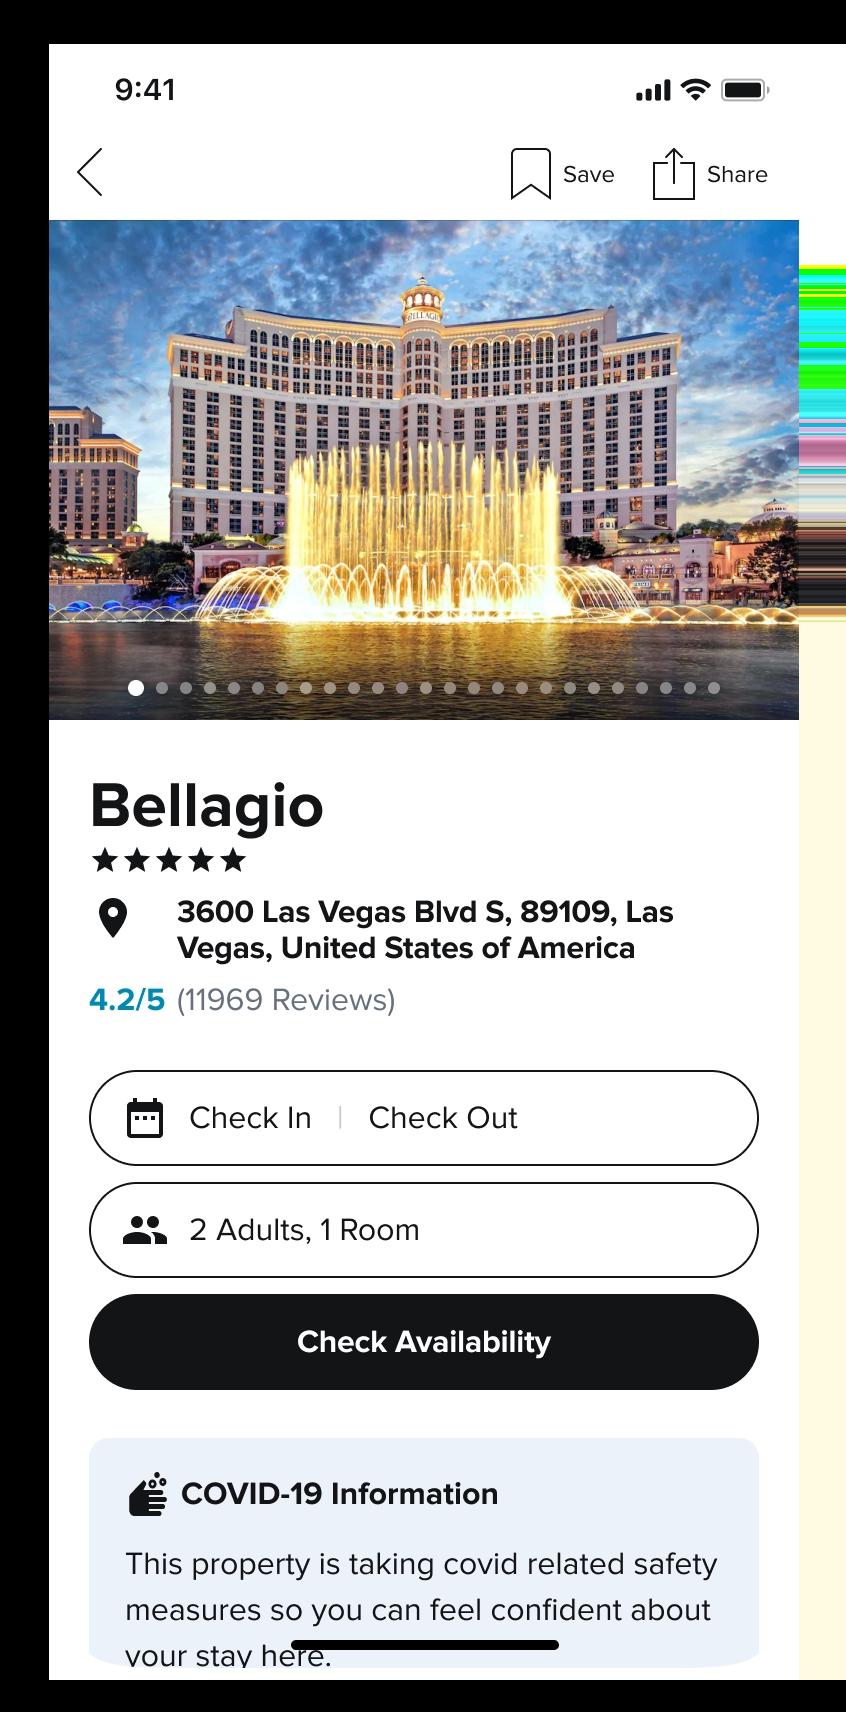 9:41
Save
Share
BELLAGIO
Bellagio
3600 Las Vegas Blvd S, 89109, Las
Vegas, United States of America
4.2/5 (11969 Reviews)
Check In | Check Out
2 Adults, 1 Room
Check Availability
COVID-19 Information
This property is taking covid related safety
measures so you can feel confident about
your stay here.